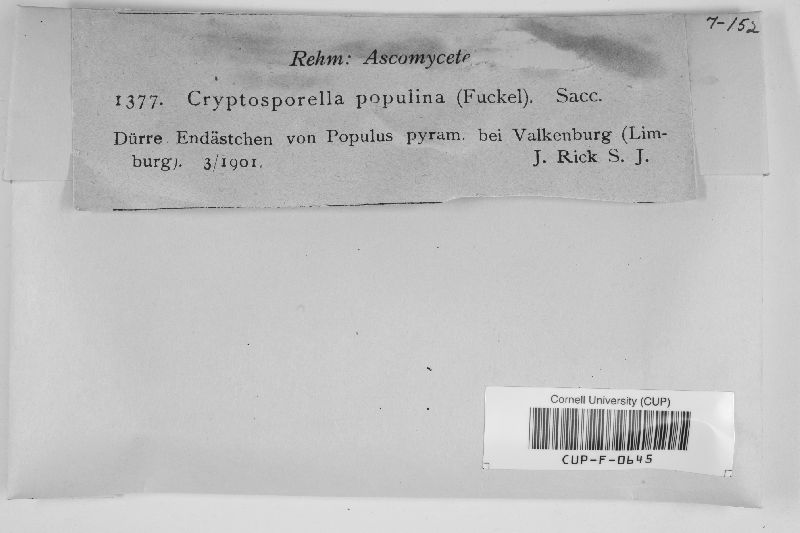 7-152
Rehm: Ascomycete
1377. Cryptosporella populina (Fuckel). Sacc.
Dürre Endästchen von Populus pyram. bei Valkenburg (Lim-
burg). 3/1901.
J. Rick S. J.
Cornell University (CUP)
CUP-F-0645